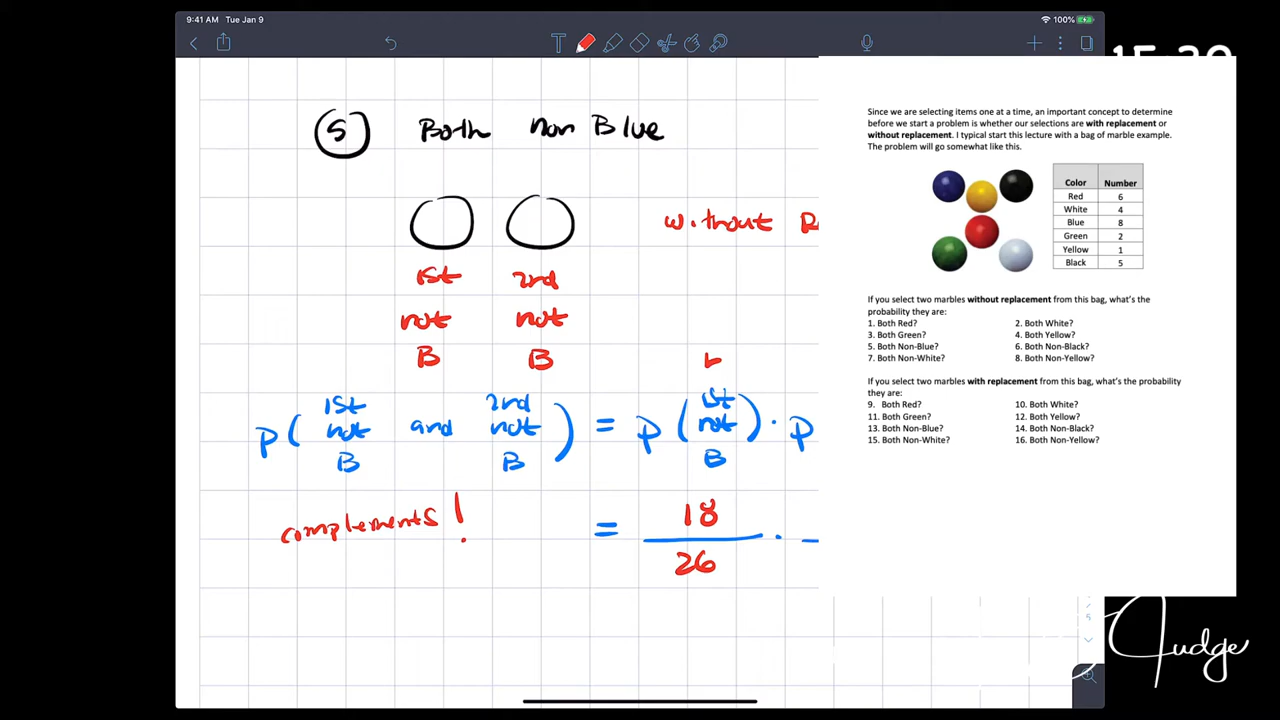 9:41 AM Tue Jan 9
100%
S Both non Blue
without
1st 2nd
not not
B B
P( 1st not B and 2nd not B ) = P( 1st not B ) · P
complements! = 18/26 ·
Since we are selecting items one at a time, an important concept to determine
before we start a problem is whether our selections are with replacement or
without replacement. I typical start this lecture with a bag of marble example.
The problem will go somewhat like this.
Color Number
Red 6
White 4
Blue 8
Green 2
Yellow 1
Black 5
If you select two marbles without replacement from this bag, what's the
probability they are:
1. Both Red? 2. Both White?
3. Both Green? 4. Both Yellow?
5. Both Non-Blue? 6. Both Non-Black?
7. Both Non-White? 8. Both Non-Yellow?
If you select two marbles with replacement from this bag, what's the probability
they are:
9. Both Red? 10. Both White?
11. Both Green? 12. Both Yellow?
13. Both Non-Blue? 14. Both Non-Black?
15. Both Non-White? 16. Both Non-Yellow?
Judge